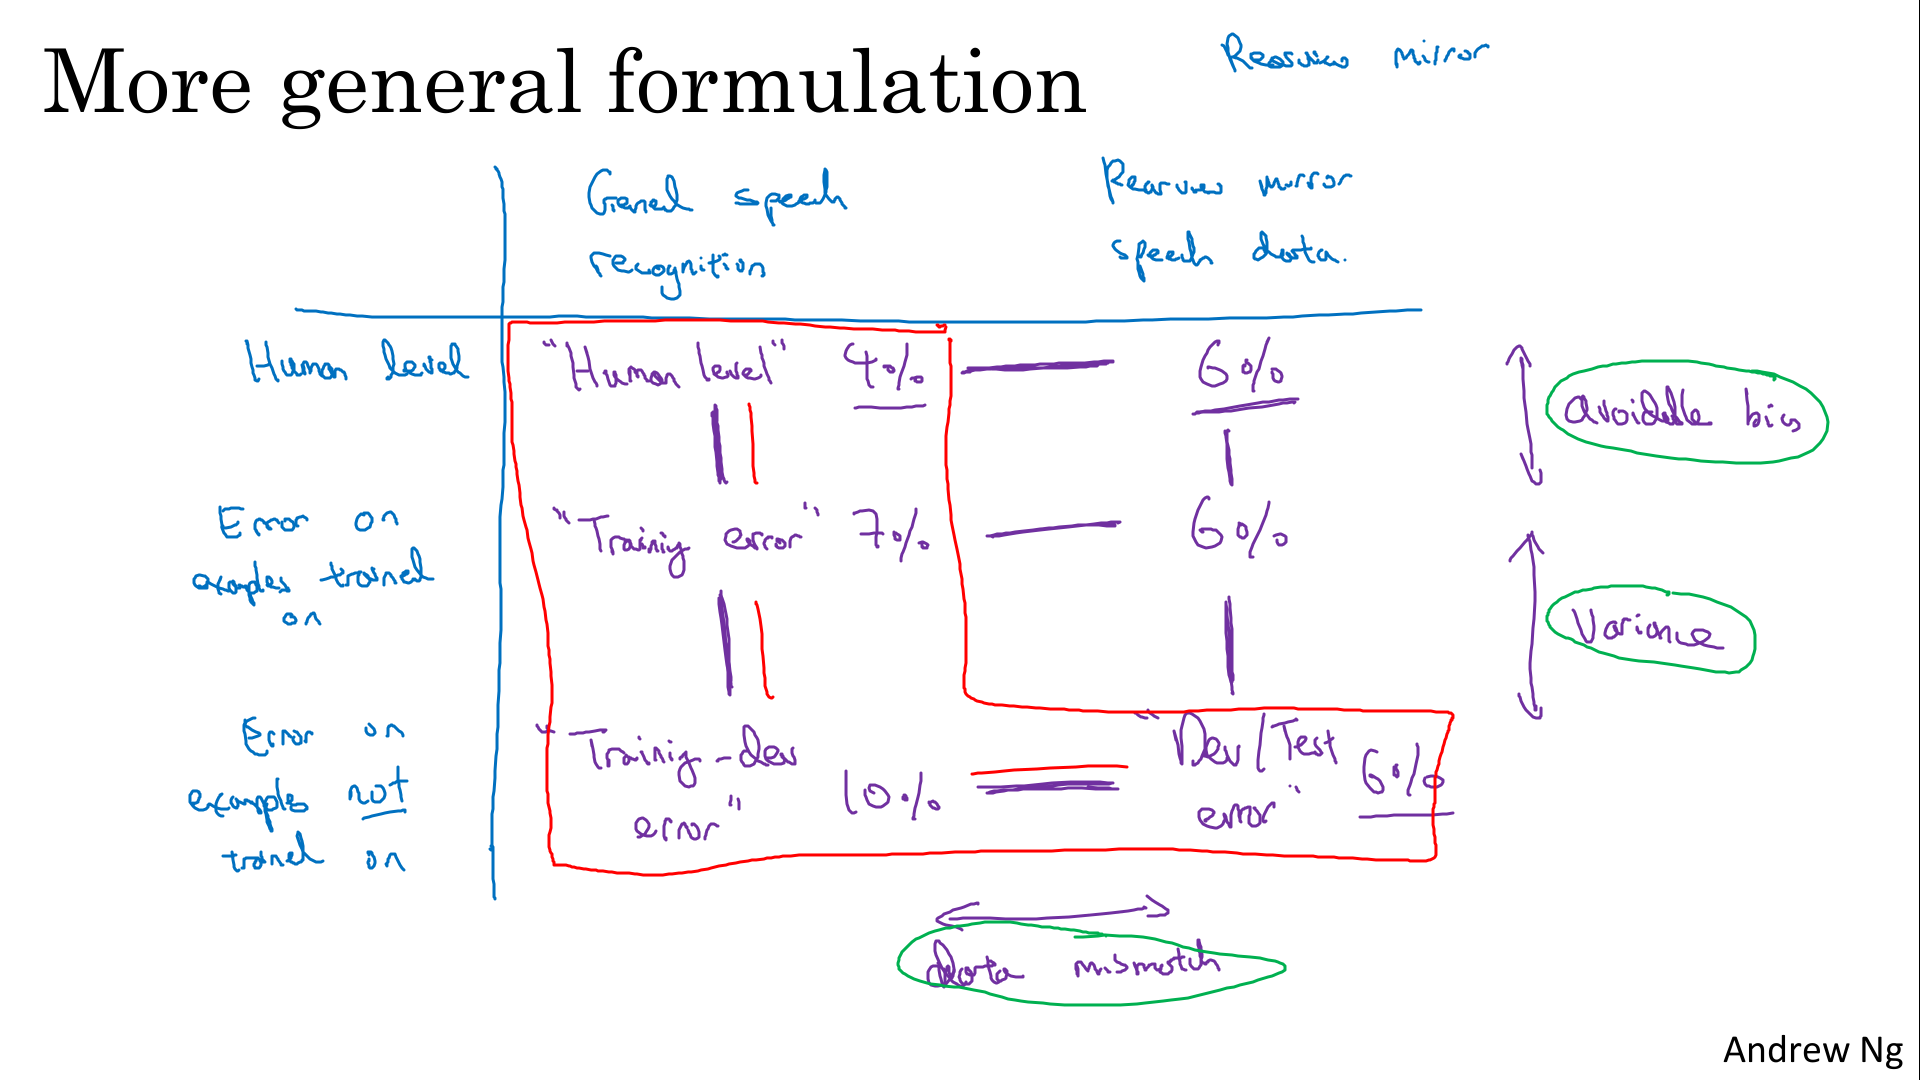 More general formulation
Rearview mirror
General speech
recognition
Rearview mirror
speech data.
Human level
"Human level" 4%
6%
avoidable bias
Error on
examples trained
on
"Training error" 7%
6%
Variance
Error on
examples not
trained on
"Training-dev
error" 10%
"Dev/Test
error" 6%
data mismatch
Andrew Ng